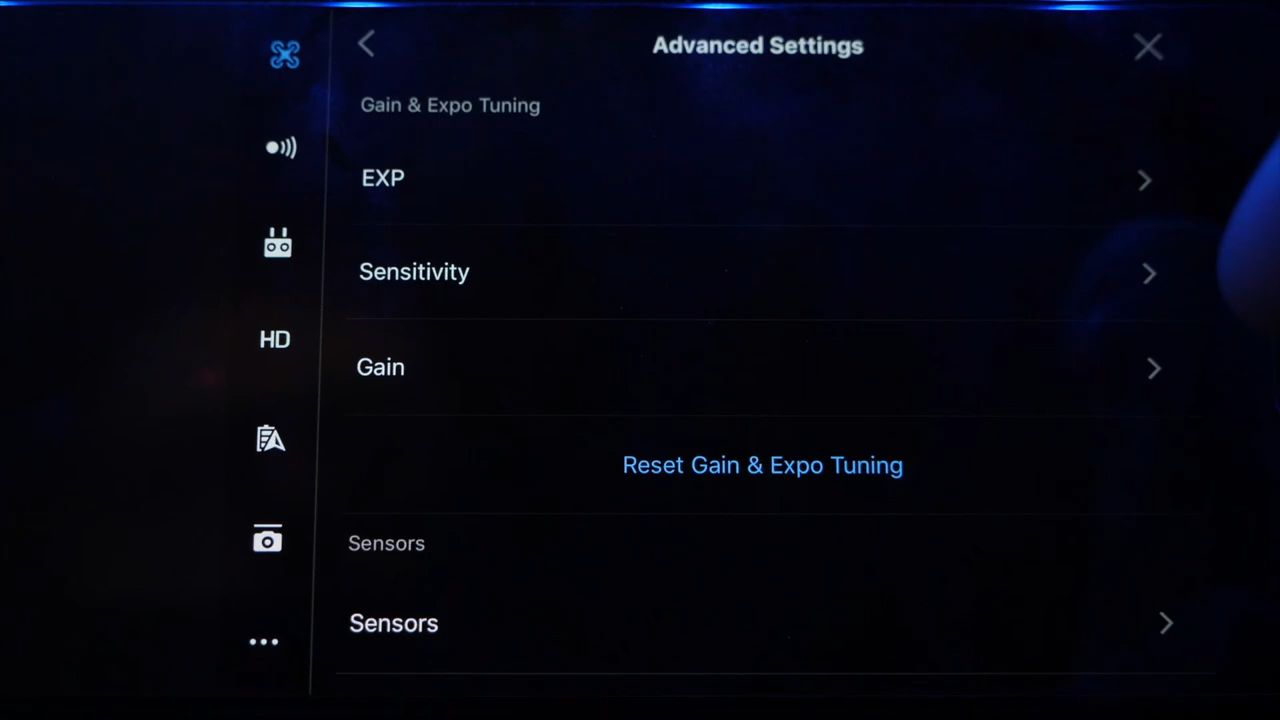 Advanced Settings
Gain & Expo Tuning
EXP
Sensitivity
HD
Gain
Reset Gain & Expo Tuning
Sensors
Sensors